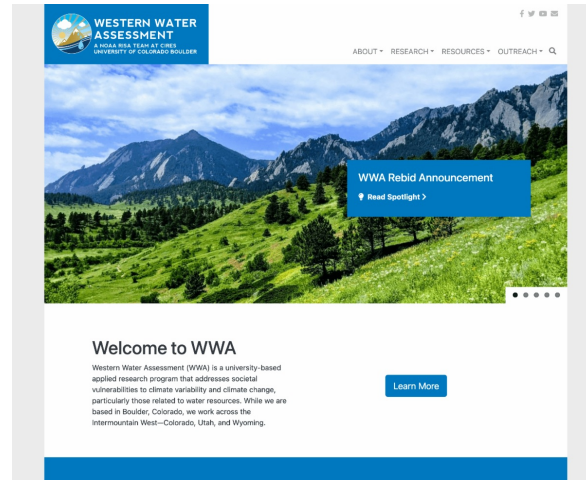 WESTERN WATER
ASSESSMENT
A NOAA RISA TEAM AT CIRES
UNIVERSITY OF COLORADO BOULDER
ABOUT RESEARCH RESOURCES OUTREACH
WWA Rebid Announcement
Read Spotlight >
Welcome to WWA
Western Water Assessment (WWA) is a university-based
applied research program that addresses societal
vulnerabilities to climate variability and climate change,
particularly those related to water resources. While we are
based in Boulder, Colorado, we work across the
Intermountain West—Colorado, Utah, and Wyoming.
Learn More